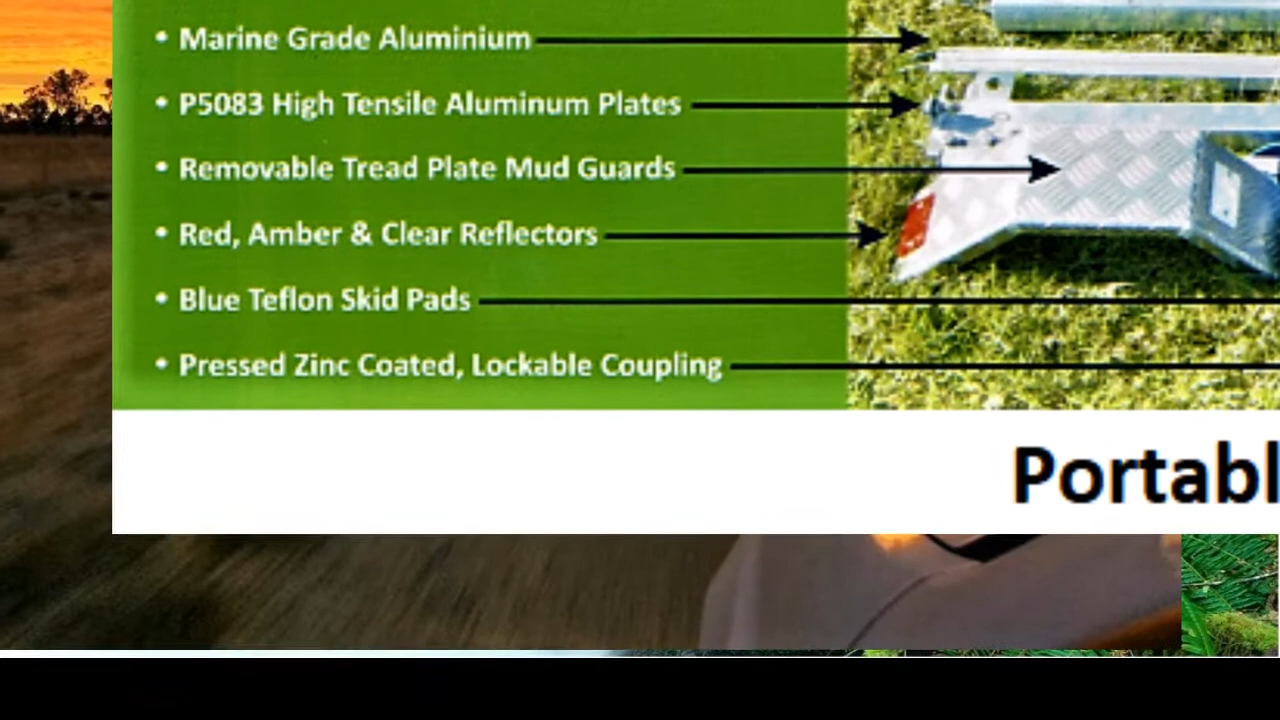 • Marine Grade Aluminium
• P5083 High Tensile Aluminum Plates
• Removable Tread Plate Mud Guards
• Red, Amber & Clear Reflectors
• Blue Teflon Skid Pads
• Pressed Zinc Coated, Lockable Coupling
Portabl